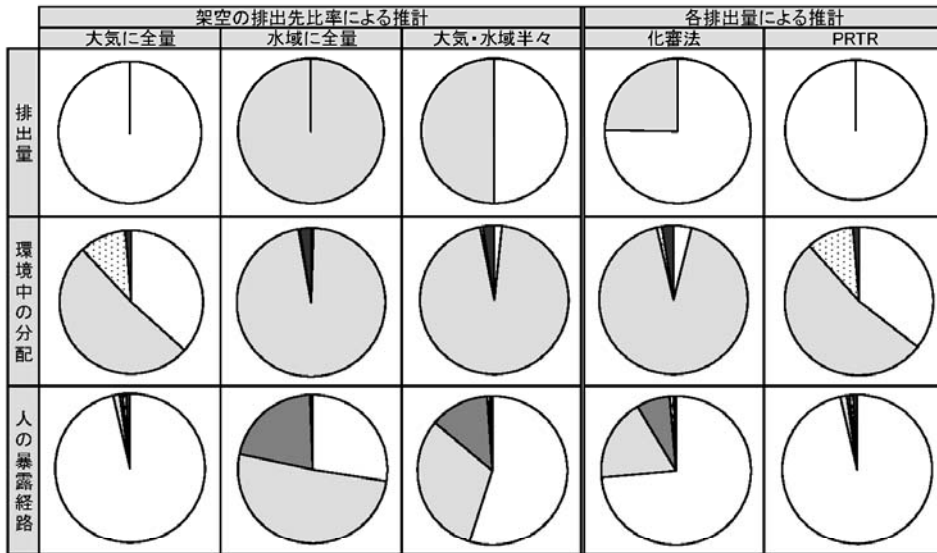 架空の排出先比率による推計
各排出量による推計
大気に全量
水域に全量
大気・水域半々
化審法
PRTR
排出量
環境中の分配
人の暴露経路